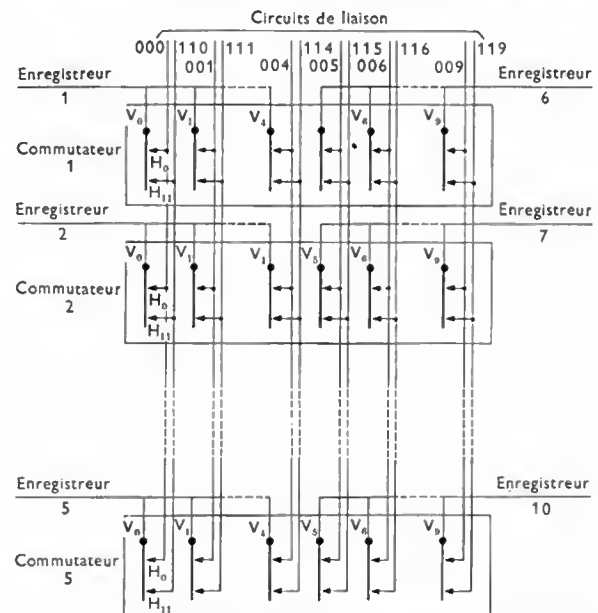 Circuits de liaison
000 110 111 114 115 116 119
001 004 005 006 009
Enregistreur
1
Enregistreur
6
V0 V1 V4 V6 V9
Commutateur
1
H0
H11
Enregistreur
2
Enregistreur
7
V0 V1 V1 V5 V6 V9
Commutateur
2
H0
H11
Enregistreur
5
Enregistreur
10
V0 V1 V4 V5 V6 V9
Commutateur
5
H0
H11